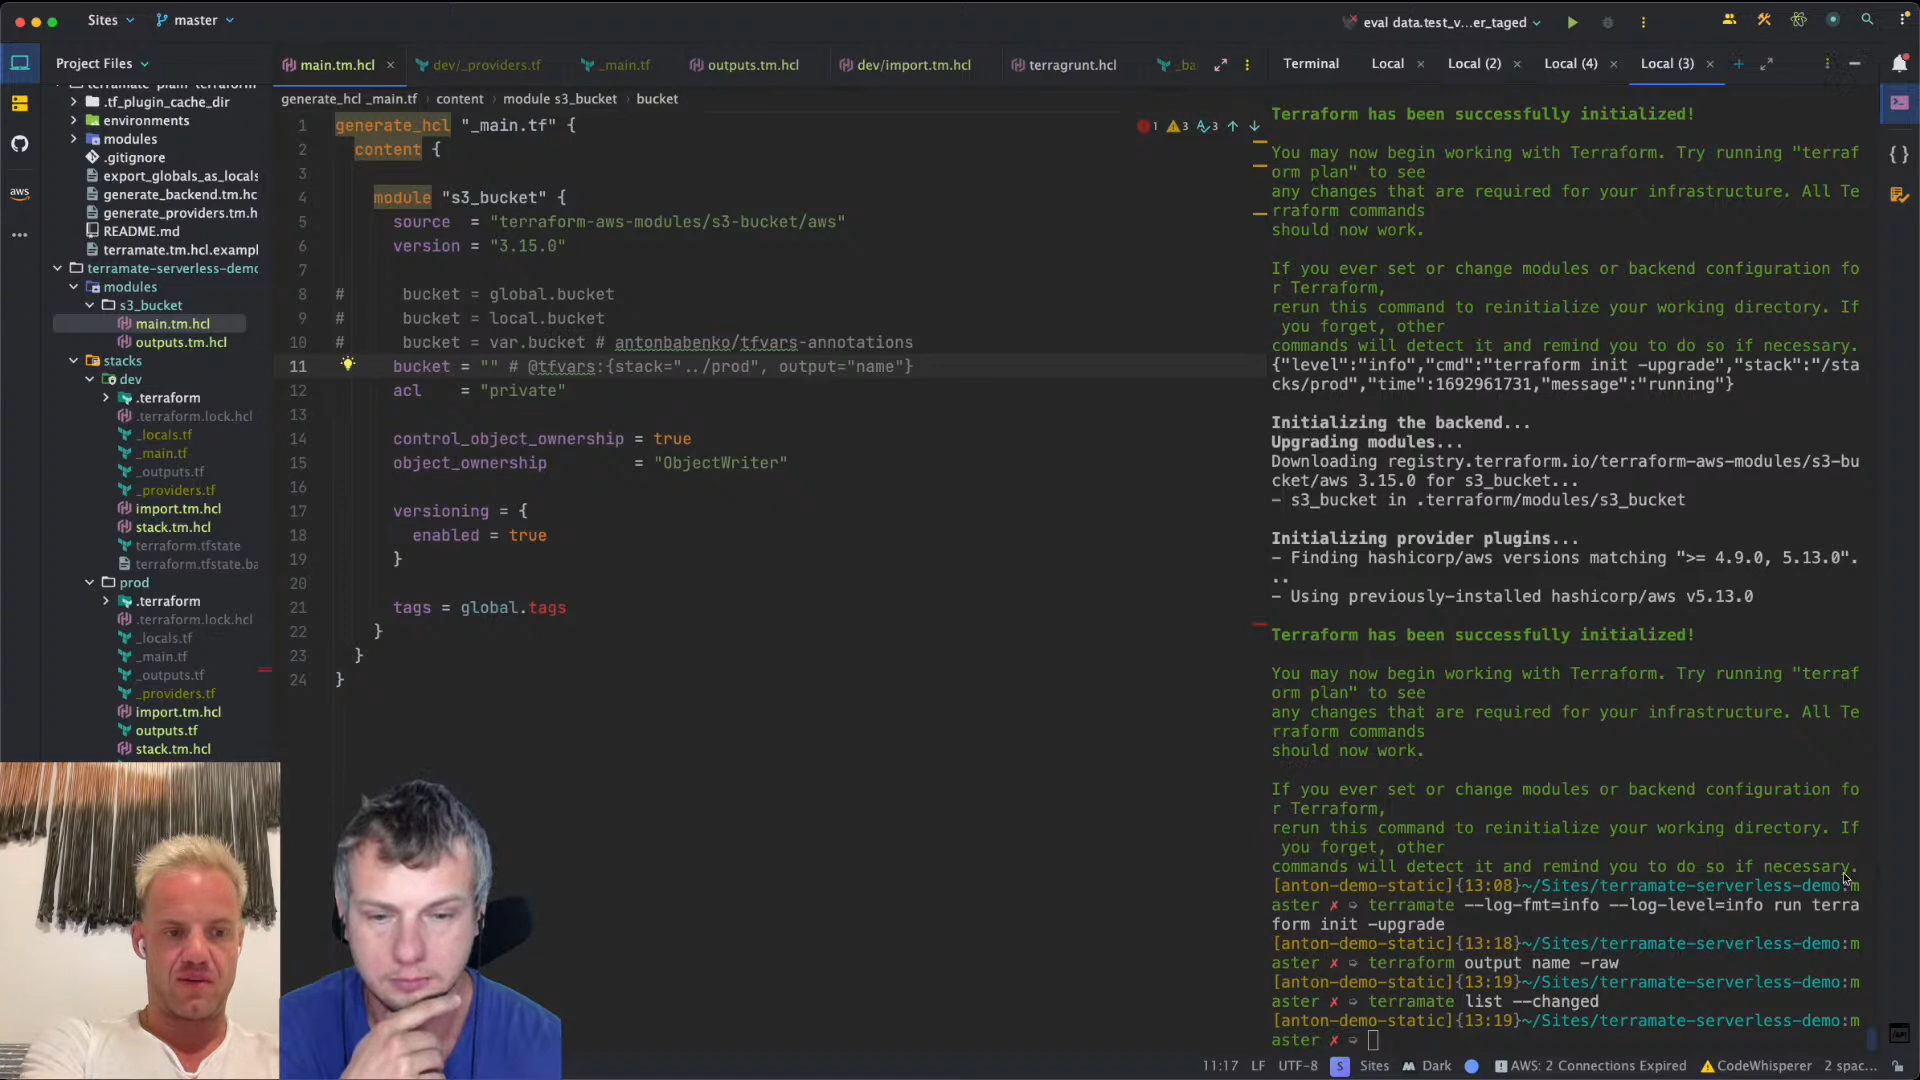 Sites
master
eval data.test_v...er_taged
Project Files
main.tm.hcl
dev/_providers.tf
_main.tf
outputs.tm.hcl
dev/import.tm.hcl
terragrunt.hcl
_ba
Terminal
Local
Local (2)
Local (4)
Local (3)
.tf_plugin_cache_dir
environments
modules
.gitignore
export_globals_as_locals
generate_backend.tm.hc
generate_providers.tm.h
README.md
terramate.tm.hcl.exampl
terramate-serverless-demo
modules
s3_bucket
main.tm.hcl
outputs.tm.hcl
stacks
dev
.terraform
.terraform.lock.hcl
_locals.tf
_main.tf
_outputs.tf
_providers.tf
import.tm.hcl
stack.tm.hcl
terraform.tfstate
terraform.tfstate.ba
prod
.terraform
.terraform.lock.hcl
_locals.tf
_main.tf
_outputs.tf
_providers.tf
import.tm.hcl
outputs.tf
stack.tm.hcl
generate_hcl _main.tf content module s3_bucket bucket
1 3 3
1 generate_hcl "_main.tf" {
2 content {
3
4 module "s3_bucket" {
5 source = "terraform-aws-modules/s3-bucket/aws"
6 version = "3.15.0"
7
8 # bucket = global.bucket
9 # bucket = local.bucket
10 # bucket = var.bucket # antonbabenko/tfvars-annotations
11 bucket = "" # @tfvars:{stack="../prod", output="name"}
12 acl = "private"
13
14 control_object_ownership = true
15 object_ownership = "ObjectWriter"
16
17 versioning = {
18 enabled = true
19 }
20
21 tags = global.tags
22 }
23 }
24 }
Terraform has been successfully initialized!
You may now begin working with Terraform. Try running "terraf
orm plan" to see
any changes that are required for your infrastructure. All Te
rraform commands
should now work.
If you ever set or change modules or backend configuration fo
r Terraform,
rerun this command to reinitialize your working directory. If
you forget, other
commands will detect it and remind you to do so if necessary.
{"level":"info","cmd":"terraform init -upgrade","stack":"/sta
cks/prod","time":1692961731,"message":"running"}
Initializing the backend...
Upgrading modules...
Downloading registry.terraform.io/terraform-aws-modules/s3-bu
cket/aws 3.15.0 for s3_bucket...
- s3_bucket in .terraform/modules/s3_bucket
Initializing provider plugins...
- Finding hashicorp/aws versions matching ">= 4.9.0, 5.13.0".
..
- Using previously-installed hashicorp/aws v5.13.0
Terraform has been successfully initialized!
You may now begin working with Terraform. Try running "terraf
orm plan" to see
any changes that are required for your infrastructure. All Te
rraform commands
should now work.
If you ever set or change modules or backend configuration fo
r Terraform,
rerun this command to reinitialize your working directory. If
you forget, other
commands will detect it and remind you to do so if necessary.
[anton-demo-static]{13:08}~/Sites/terramate-serverless-demo:m
aster ✗ ➭ terramate --log-fmt=info --log-level=info run terra
form init -upgrade
[anton-demo-static]{13:18}~/Sites/terramate-serverless-demo:m
aster ✗ ➭ terraform output name -raw
[anton-demo-static]{13:19}~/Sites/terramate-serverless-demo:m
aster ✗ ➭ terramate list --changed
[anton-demo-static]{13:19}~/Sites/terramate-serverless-demo:m
aster ✗ ➭
11:17 LF UTF-8 S Sites Dark AWS: 2 Connections Expired CodeWhisperer 2 spac...
aws